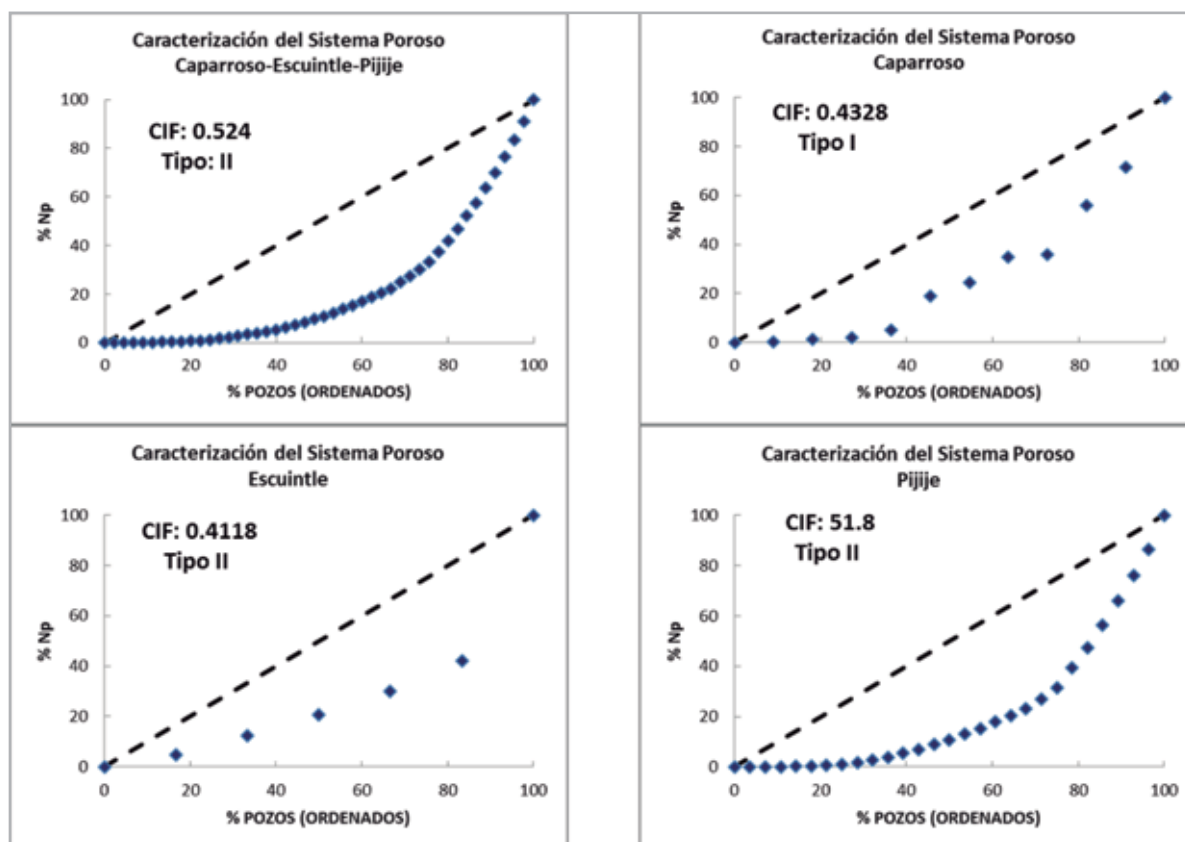 Caracterización del Sistema Poroso
Caparroso-Escuintle-Pijije
CIF: 0.524
Tipo: II
% Np
100
80
60
40
20
0
0 20 40 60 80 100
% POZOS (ORDENADOS)
Caracterización del Sistema Poroso
Caparroso
CIF: 0.4328
Tipo I
% Np
100
80
60
40
20
0
0 20 40 60 80 100
% POZOS (ORDENADOS)
Caracterización del Sistema Poroso
Escuintle
CIF: 0.4118
Tipo II
% Np
100
80
60
40
20
0
0 20 40 60 80 100
% POZOS (ORDENADOS)
Caracterización del Sistema Poroso
Pijije
CIF: 51.8
Tipo II
% Np
100
80
60
40
20
0
0 20 40 60 80 100
% POZOS (ORDENADOS)